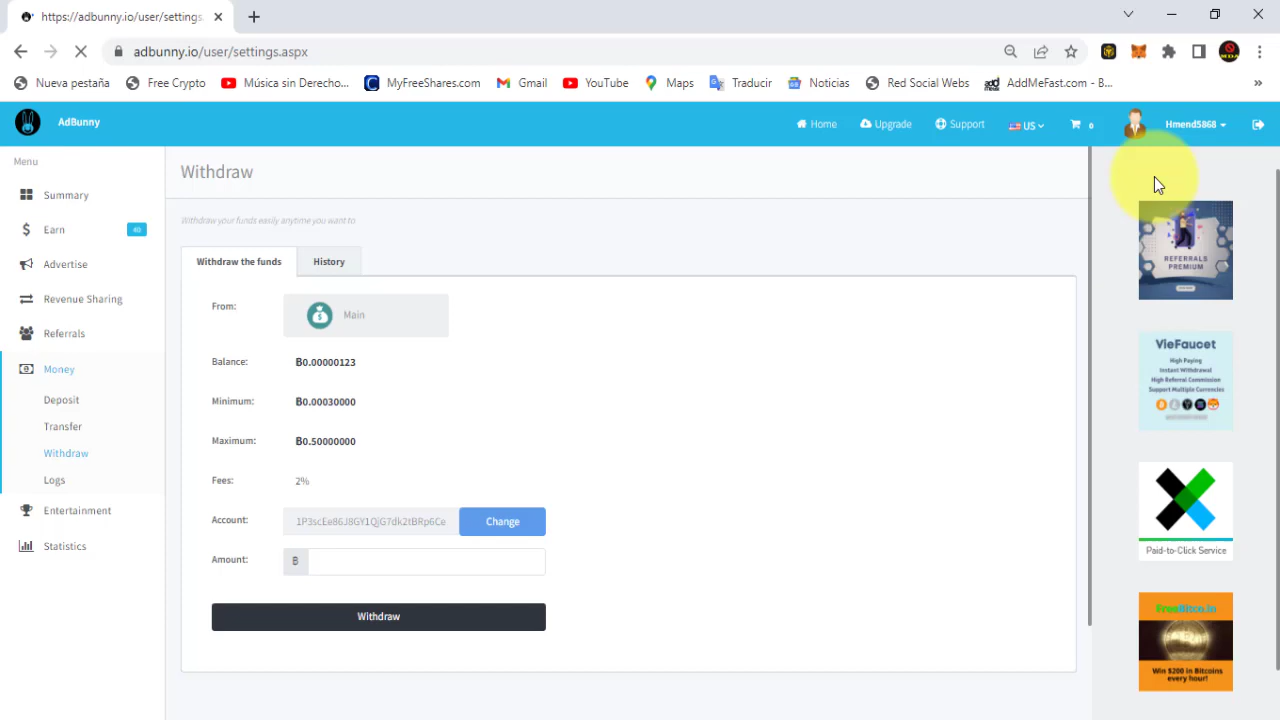 https://adbunny.io/user/settings.
adbunny.io/user/settings.aspx
Nueva pestaña
Free Crypto
Música sin Derecho...
MyFreeShares.com
Gmail
YouTube
Maps
Traducir
Noticias
Red Social Webs
AddMeFast.com - B...
»
AdBunny
Home
Upgrade
Support
US
0
Hmend5868
Menu
Summary
Earn
40
Advertise
Revenue Sharing
Referrals
Money
Deposit
Transfer
Withdraw
Logs
Entertainment
Statistics
Withdraw
Withdraw your funds easily anytime you want to
Withdraw the funds
History
From:
Main
Balance:
Ƀ0.00000123
Minimum:
Ƀ0.00030000
Maximum:
Ƀ0.50000000
Fees:
2%
Account:
1P3scEe86J8GY1QjG7dk2tBRp6Ce
Change
Amount:
Ƀ
Withdraw
REFERRALS
PREMIUM
VieFaucet
High Paying
Instant Withdrawal
High Referral Commission
Support Multiple Currencies
Paid-to-Click Service
FreeBitco.in
Win $200 in Bitcoins
every hour!